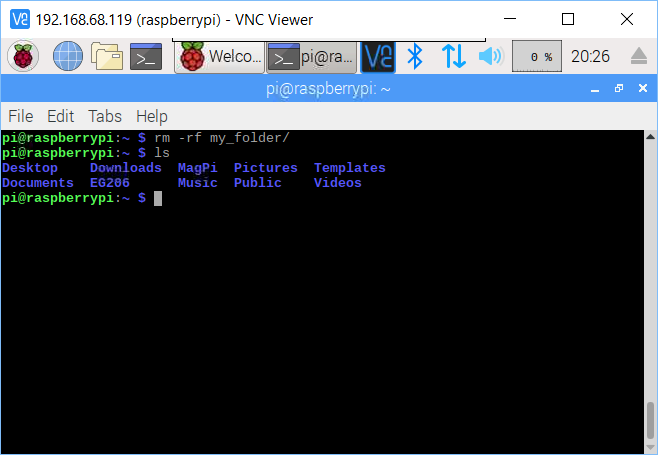 192.168.68.119 (raspberrypi) - VNC Viewer
Welco... pi@ra... 0 % 20:26
pi@raspberrypi: ~
File Edit Tabs Help
pi@raspberrypi:~ $ rm -rf my_folder/
pi@raspberrypi:~ $ ls
Desktop Downloads MagPi Pictures Templates
Documents EG206 Music Public Videos
pi@raspberrypi:~ $